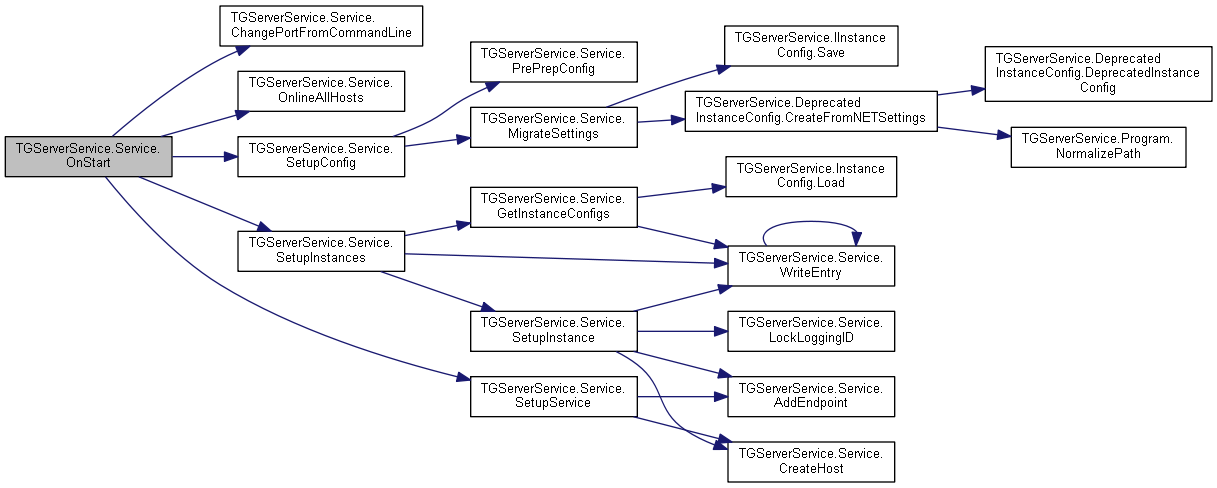 TGServerService.Service.
ChangePortFromCommandLine
TGServerService.Service.
OnlineAllHosts
TGServerService.Service.
OnStart
TGServerService.Service.
SetupConfig
TGServerService.Service.
SetupInstances
TGServerService.Service.
PrePrepConfig
TGServerService.Service.
MigrateSettings
TGServerService.Service.
GetInstanceConfigs
TGServerService.Service.
SetupInstance
TGServerService.Service.
SetupService
TGServerService.IInstance
Config.Save
TGServerService.Deprecated
InstanceConfig.CreateFromNETSettings
TGServerService.Instance
Config.Load
TGServerService.Service.
WriteEntry
TGServerService.Service.
LockLoggingID
TGServerService.Service.
AddEndpoint
TGServerService.Service.
CreateHost
TGServerService.Deprecated
InstanceConfig.DeprecatedInstance
Config
TGServerService.Program.
NormalizePath